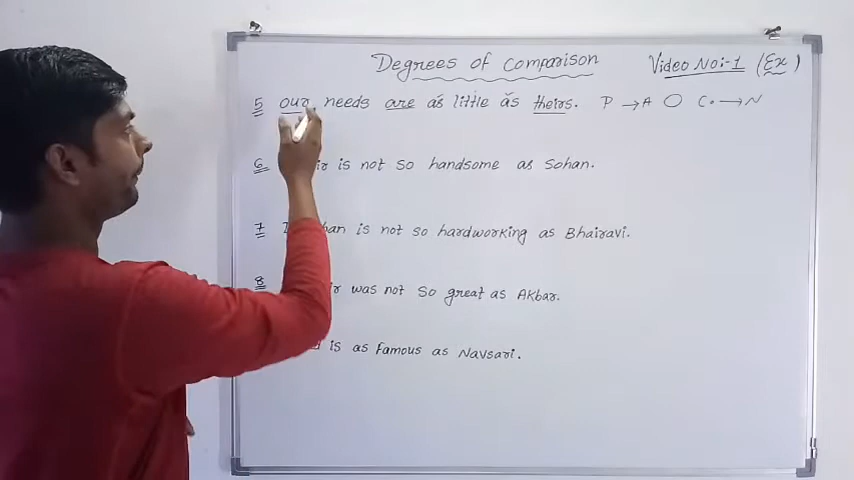 Degrees of Comparison Video No:-1 (Ex)
5 our needs are as little as theirs. P → A O C. → N
6 is not so handsome as Sohan.
7 is not so hardworking as Bhairavi.
8 was not so great as Akbar.
is as famous as Navsari.